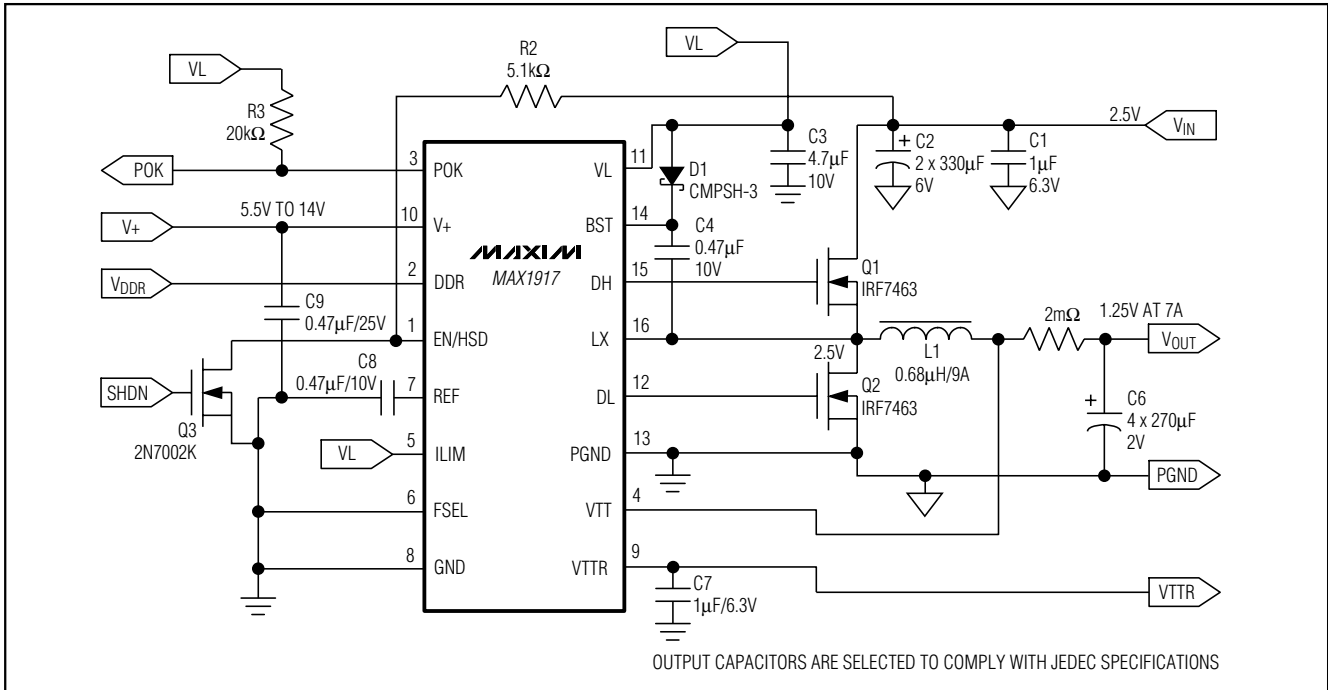 VL
R3
20kΩ
POK
V+
5.5V TO 14V
VDDR
C9
0.47µF/25V
SHDN
Q3
2N7002K
C8
0.47µF/10V
VL
R2
5.1kΩ
3
POK
10
V+
2
DDR
1
EN/HSD
7
REF
5
ILIM
6
FSEL
8
GND
MAXIM
MAX1917
VL
11
BST
14
DH
15
LX
16
DL
12
PGND
13
VTT
4
VTTR
9
VL
D1
CMPSH-3
C3
4.7µF
10V
C4
0.47µF
10V
C2
+
2 x 330µF
6V
C1
1µF
6.3V
2.5V
VIN
Q1
IRF7463
2.5V
Q2
IRF7463
L1
0.68µH/9A
2mΩ
1.25V AT 7A
VOUT
+
C6
4 x 270µF
2V
PGND
C7
1µF/6.3V
VTTR
OUTPUT CAPACITORS ARE SELECTED TO COMPLY WITH JEDEC SPECIFICATIONS